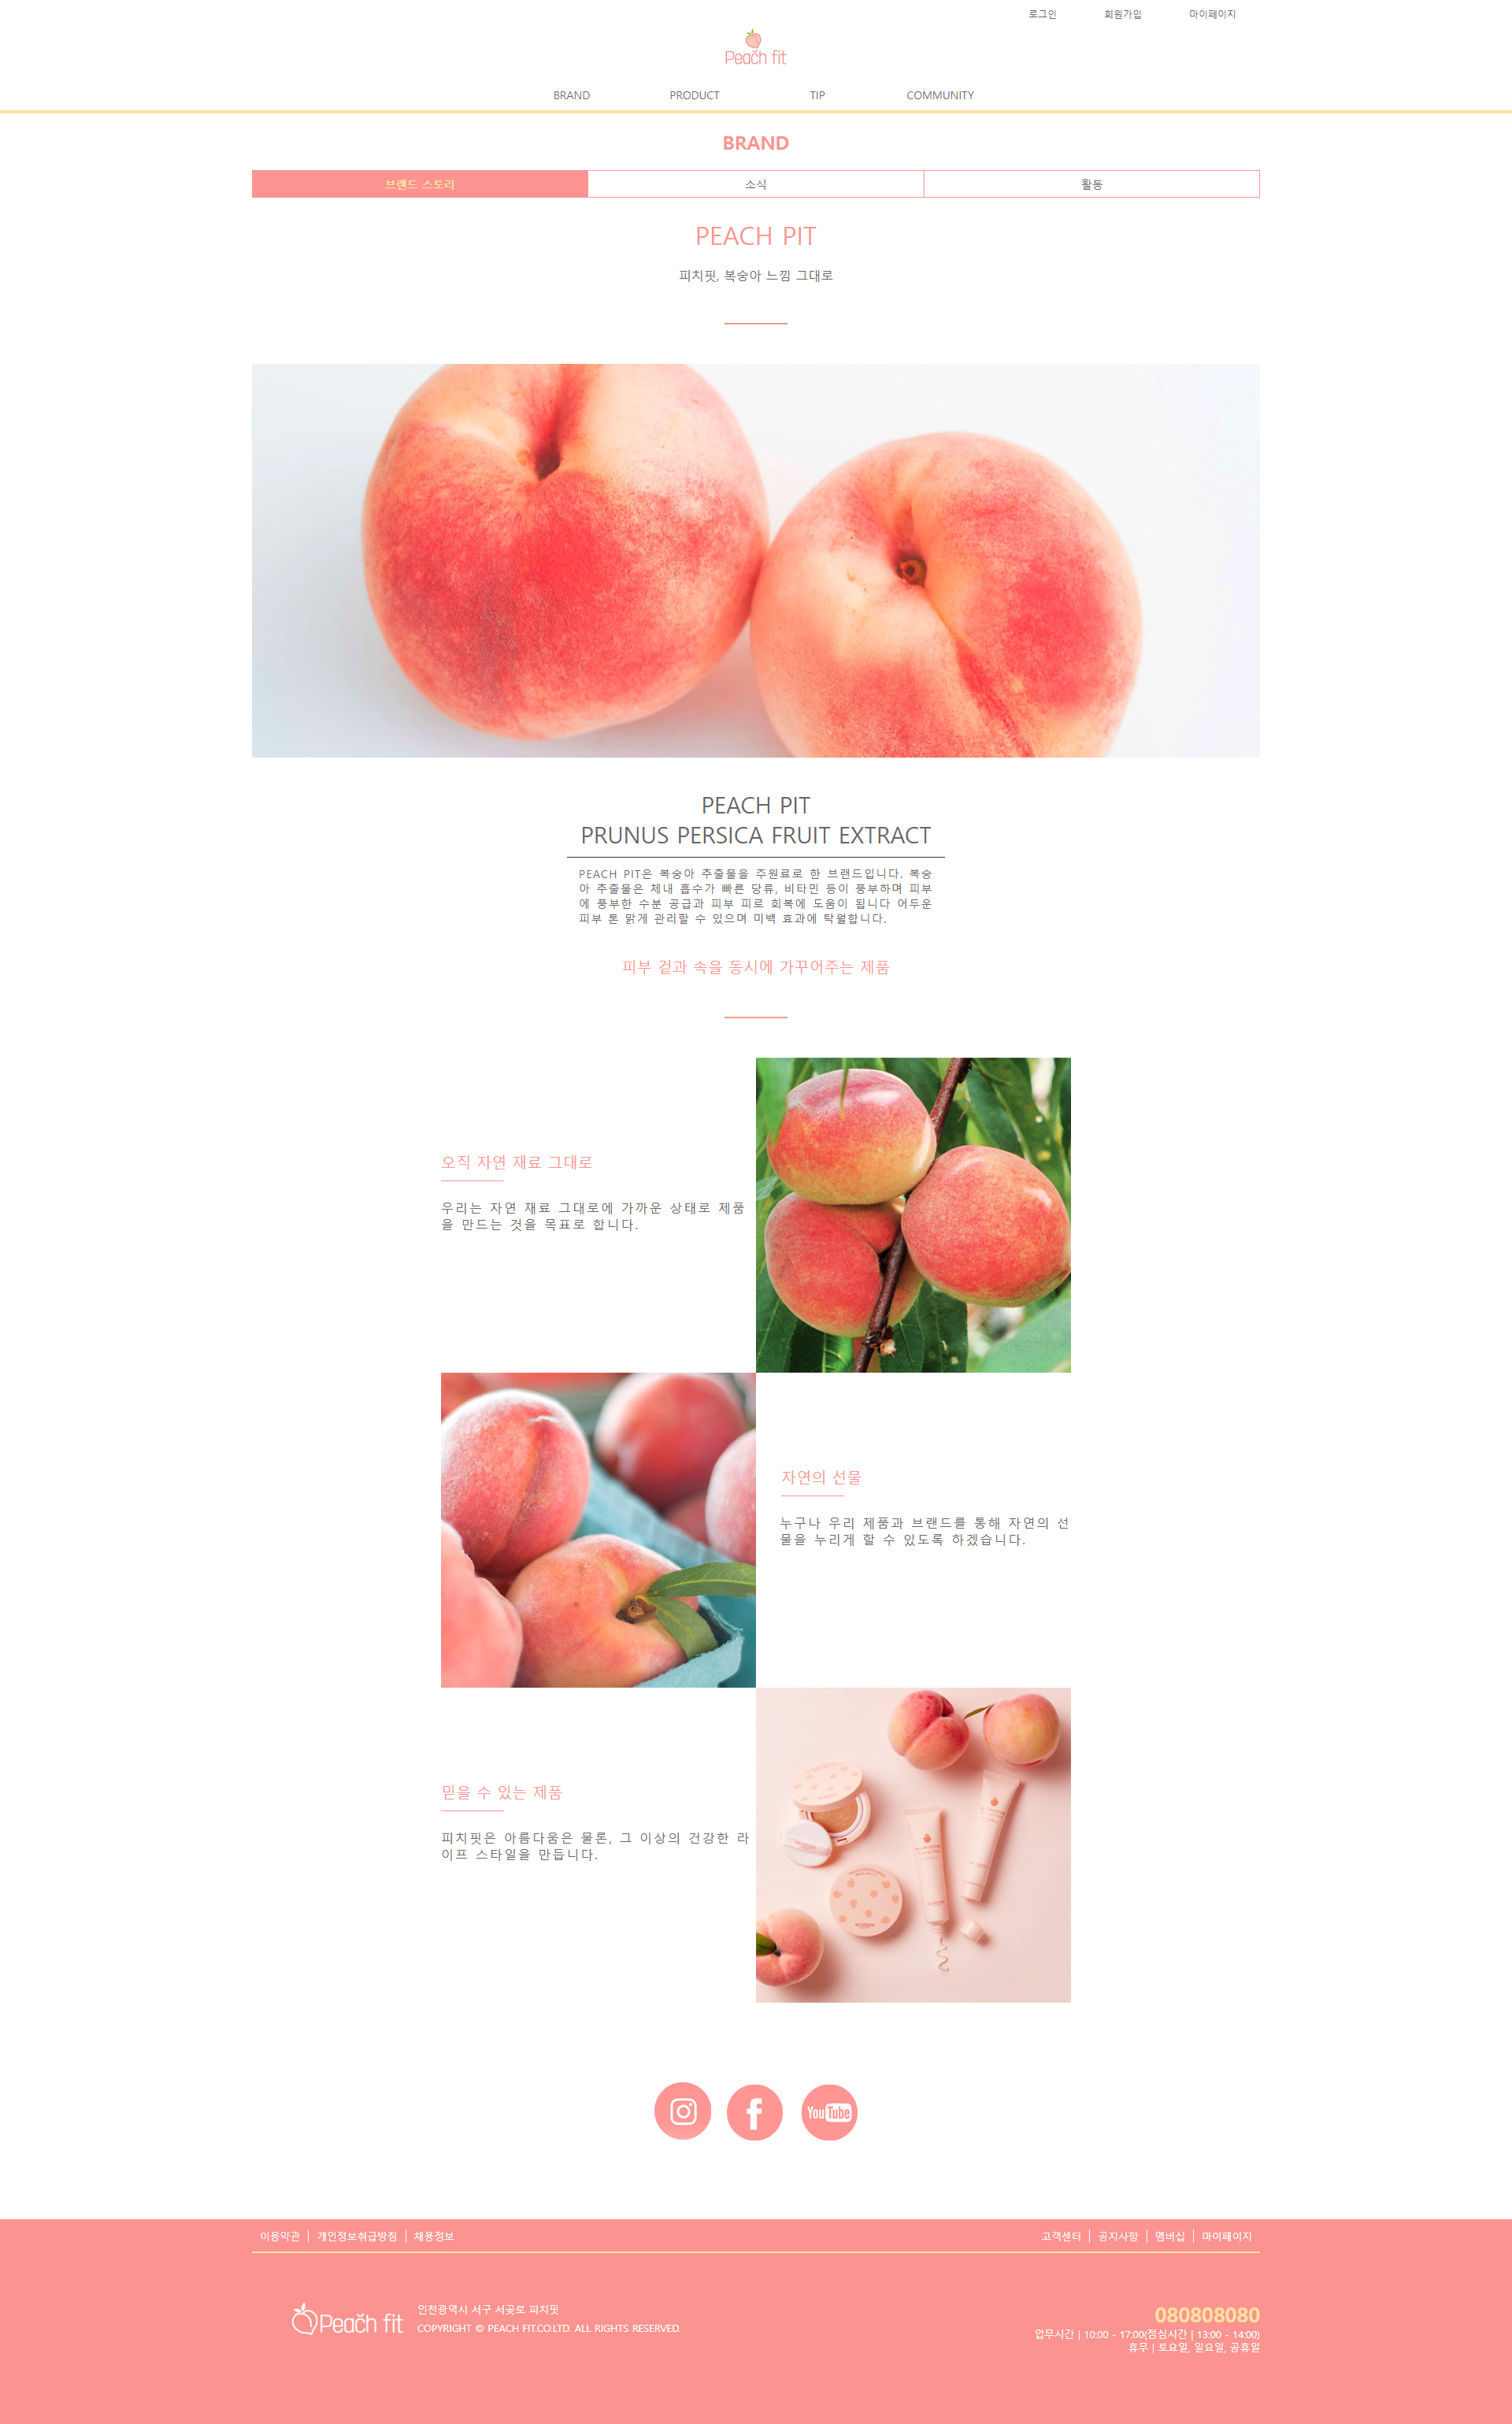 로그인 회원가입 마이페이지
Peach fit
BRAND PRODUCT TIP COMMUNITY
BRAND
브랜드 스토리 소식 활동
PEACH PIT
피치핏, 복숭아 느낌 그대로
PEACH PIT
PRUNUS PERSICA FRUIT EXTRACT
PEACH PIT은 복숭아 추출물을 주원료로 한 브랜드입니다. 복숭
아 추출물은 체내 흡수가 빠른 당류, 비타민 등이 풍부하며 피부
에 풍부한 수분 공급과 피부 피로 회복에 도움이 됩니다 어두운
피부 톤 맑게 관리할 수 있으며 미백 효과에 탁월합니다.
피부 겉과 속을 동시에 가꾸어주는 제품
오직 자연 재료 그대로
우리는 자연 재료 그대로에 가까운 상태로 제품
을 만드는 것을 목표로 합니다.
자연의 선물
누구나 우리 제품과 브랜드를 통해 자연의 선
물을 누리게 할 수 있도록 하겠습니다.
믿을 수 있는 제품
피치핏은 아름다움은 물론, 그 이상의 건강한 라
이프 스타일을 만듭니다.
You Tube
이용약관 개인정보취급방침 채용정보
고객센터 공지사항 맴버십 마이페이지
Peach fit
인천광역시 서구 서곶로 피치핏
COPYRIGHT © PEACH FIT.CO.LTD. ALL RIGHTS RESERVED.
080808080
업무시간 | 10:00 - 17:00(점심시간 | 13:00 - 14:00)
휴무 | 토요일, 일요일, 공휴일